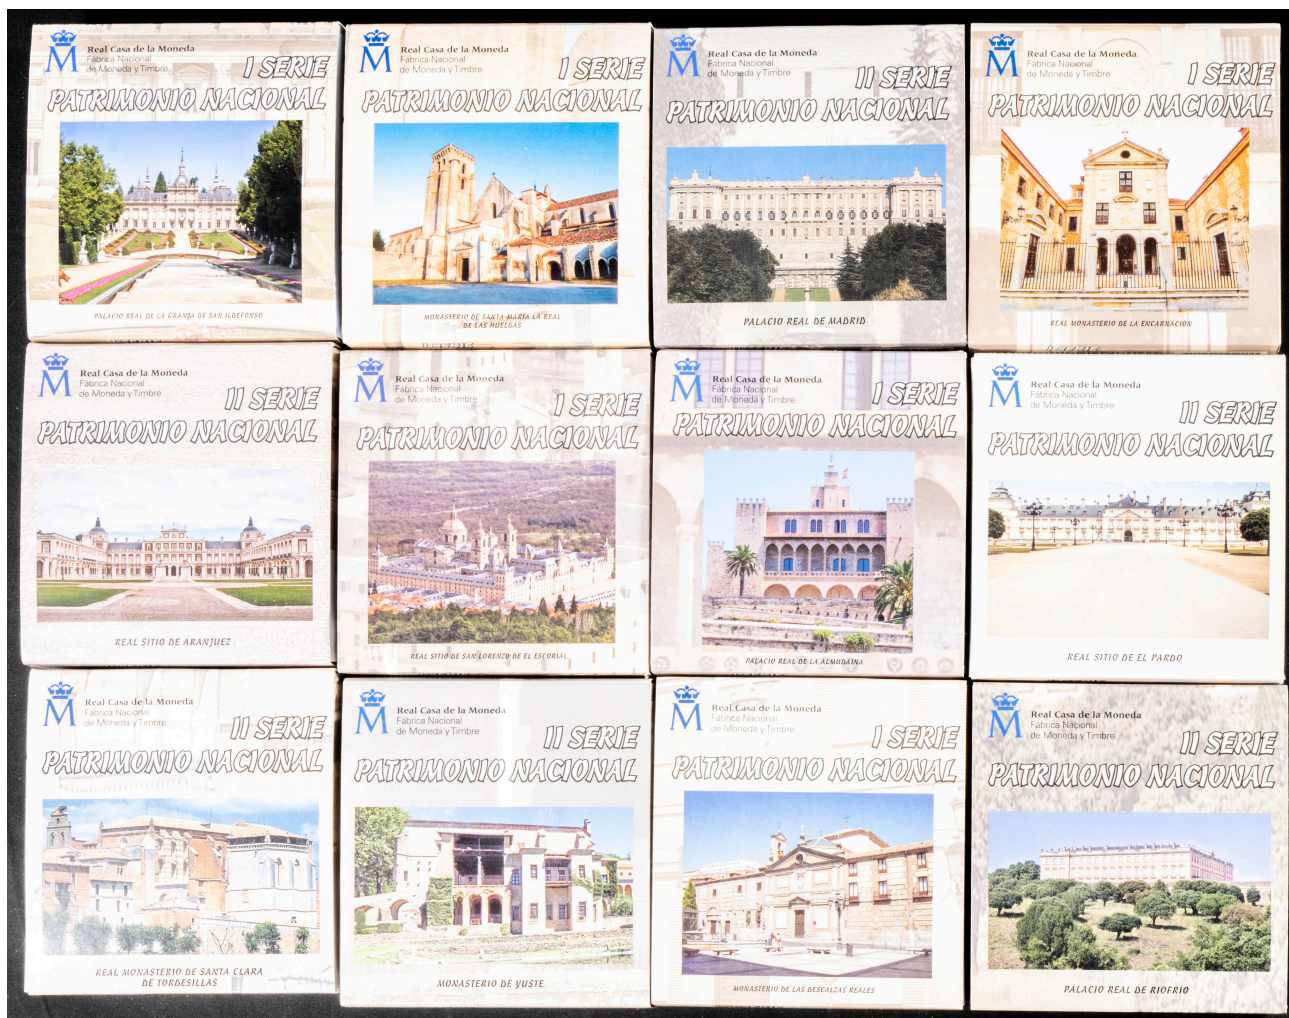 Real Casa de la Moneda
Fábrica Nacional
de Moneda y Timbre
I SERIE
PATRIMONIO NACIONAL
PALACIO REAL DE LA GRANJA DE SAN ILDEFONSO
M
Real Casa de la Moneda
Fábrica Nacional
de Moneda y Timbre
I SERIE
PATRIMONIO NACIONAL
MONASTERIO DE SANTA MARÍA LA REAL
DE LAS HUELGAS
M
Real Casa de la Moneda
Fábrica Nacional
de Moneda y Timbre
II SERIE
PATRIMONIO NACIONAL
PALACIO REAL DE MADRID
M
Real Casa de la Moneda
Fábrica Nacional
de Moneda y Timbre
I SERIE
PATRIMONIO NACIONAL
REAL MONASTERIO DE LA ENCARNACIÓN
M
Real Casa de la Moneda
Fábrica Nacional
de Moneda y Timbre
II SERIE
PATRIMONIO NACIONAL
REAL SITIO DE ARANJUEZ
M
Real Casa de la Moneda
Fábrica Nacional
de Moneda y Timbre
I SERIE
PATRIMONIO NACIONAL
REAL SITIO DE SAN LORENZO DE EL ESCORIAL
M
Real Casa de la Moneda
Fábrica Nacional
de Moneda y Timbre
I SERIE
PATRIMONIO NACIONAL
PALACIO REAL DE LA ALMUDAINA
M
Real Casa de la Moneda
Fábrica Nacional
de Moneda y Timbre
II SERIE
PATRIMONIO NACIONAL
REAL SITIO DE EL PARDO
M
Real Casa de la Moneda
Fábrica Nacional
de Moneda y Timbre
II SERIE
PATRIMONIO NACIONAL
REAL MONASTERIO DE SANTA CLARA
DE TORDESILLAS
M
Real Casa de la Moneda
Fábrica Nacional
de Moneda y Timbre
II SERIE
PATRIMONIO NACIONAL
MONASTERIO DE YUSTE
M
Real Casa de la Moneda
Fábrica Nacional
de Moneda y Timbre
I SERIE
PATRIMONIO NACIONAL
MONASTERIO DE LAS DESCALZAS REALES
M
Real Casa de la Moneda
Fábrica Nacional
de Moneda y Timbre
II SERIE
PATRIMONIO NACIONAL
PALACIO REAL DE RIOFRIO
M